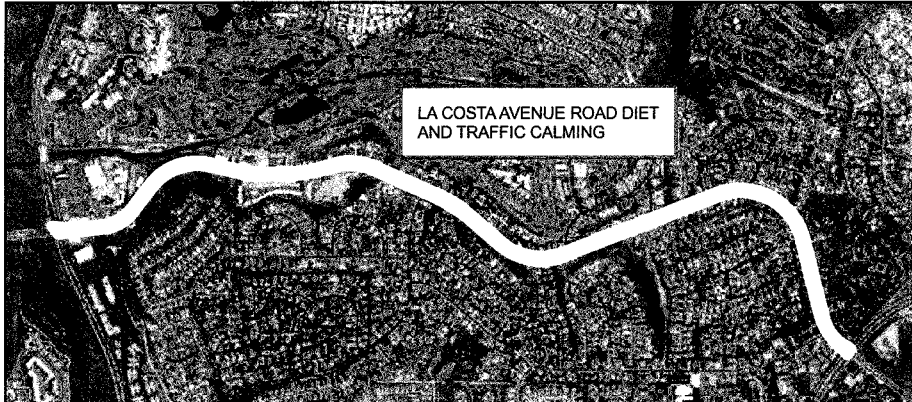 LA COSTA AVENUE ROAD DIET
AND TRAFFIC CALMING